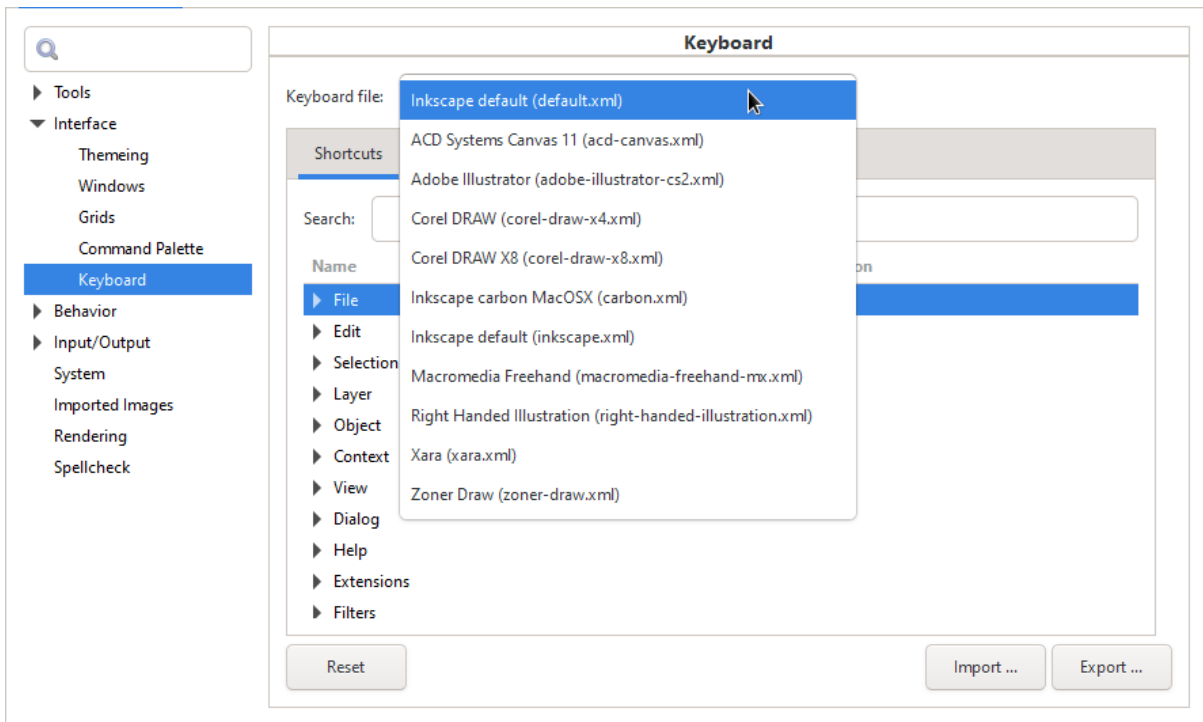 Keyboard
Tools
Interface
Themeing
Windows
Grids
Command Palette
Keyboard
Behavior
Input/Output
System
Imported Images
Rendering
Spellcheck
Keyboard file:
Inkscape default (default.xml)
ACD Systems Canvas 11 (acd-canvas.xml)
Adobe Illustrator (adobe-illustrator-cs2.xml)
Corel DRAW (corel-draw-x4.xml)
Corel DRAW X8 (corel-draw-x8.xml)
Inkscape carbon MacOSX (carbon.xml)
Inkscape default (inkscape.xml)
Macromedia Freehand (macromedia-freehand-mx.xml)
Right Handed Illustration (right-handed-illustration.xml)
Xara (xara.xml)
Zoner Draw (zoner-draw.xml)
Shortcuts
Search:
Name
File
Edit
Selection
Layer
Object
Context
View
Dialog
Help
Extensions
Filters
Reset
Import ...
Export ...